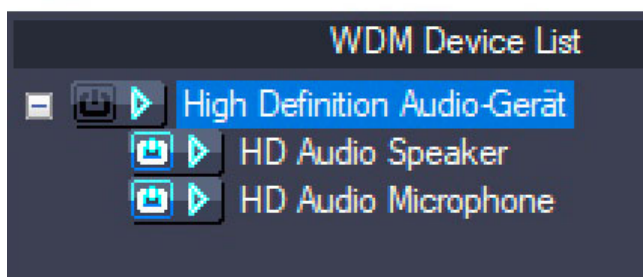 WDM Device List
High Definition Audio-Gerät
HD Audio Speaker
HD Audio Microphone